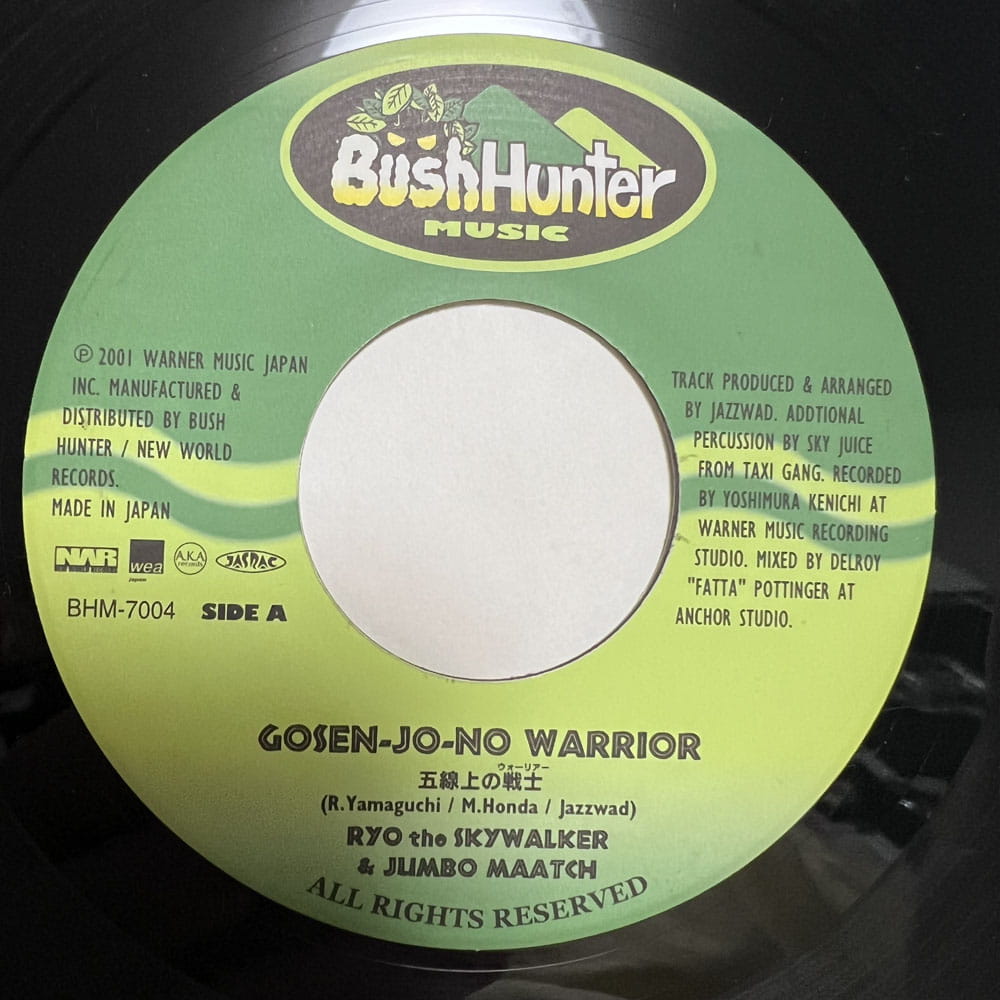 BushHunter
MUSIC
℗ 2001 WARNER MUSIC JAPAN
INC. MANUFACTURED &
DISTRIBUTED BY BUSH
HUNTER / NEW WORLD
RECORDS.
MADE IN JAPAN
NWR wea japan A.K.A records JASRAC
BHM-7004 SIDE A
TRACK PRODUCED & ARRANGED
BY JAZZWAD. ADDTIONAL
PERCUSSION BY SKY JUICE
FROM TAXI GANG. RECORDED
BY YOSHIMURA KENICHI AT
WARNER MUSIC RECORDING
STUDIO. MIXED BY DELROY
"FATTA" POTTINGER AT
ANCHOR STUDIO.
GOSEN-JO-NO WARRIOR
ウォーリアー
五線上の戦士
(R.Yamaguchi / M.Honda / Jazzwad)
RYO the SKYWALKER
& JUMBO MAATCH
ALL RIGHTS RESERVED